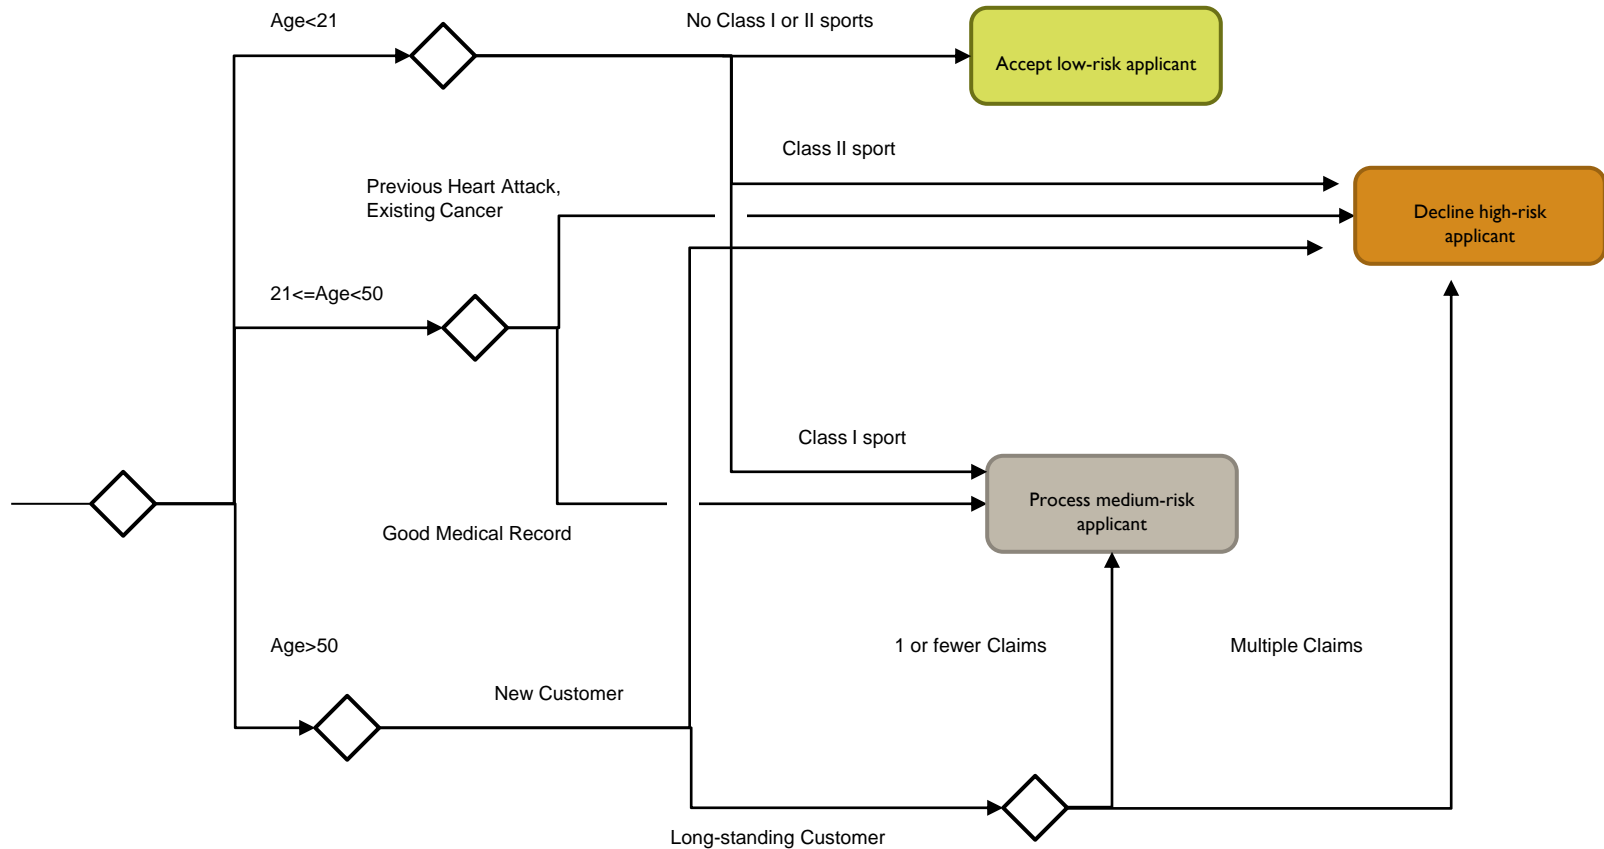 Age<21
No Class I or II sports
Accept low-risk applicant
Class II sport
Previous Heart Attack,
Existing Cancer
Decline high-risk
applicant
21<=Age<50
Class I sport
Process medium-risk
applicant
Good Medical Record
Age>50
1 or fewer Claims
Multiple Claims
New Customer
Long-standing Customer